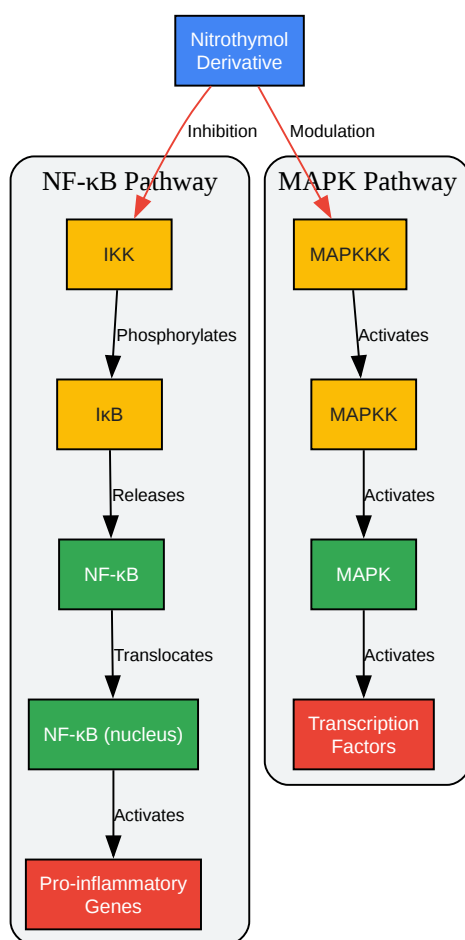 Nitrothymol
Derivative
Inhibition
Modulation
NF-κB Pathway
IKK
Phosphorylates
IκB
Releases
NF-κB
Translocates
NF-κB (nucleus)
Activates
Pro-inflammatory
Genes
MAPK Pathway
MAPKKK
Activates
MAPKK
Activates
MAPK
Activates
Transcription
Factors